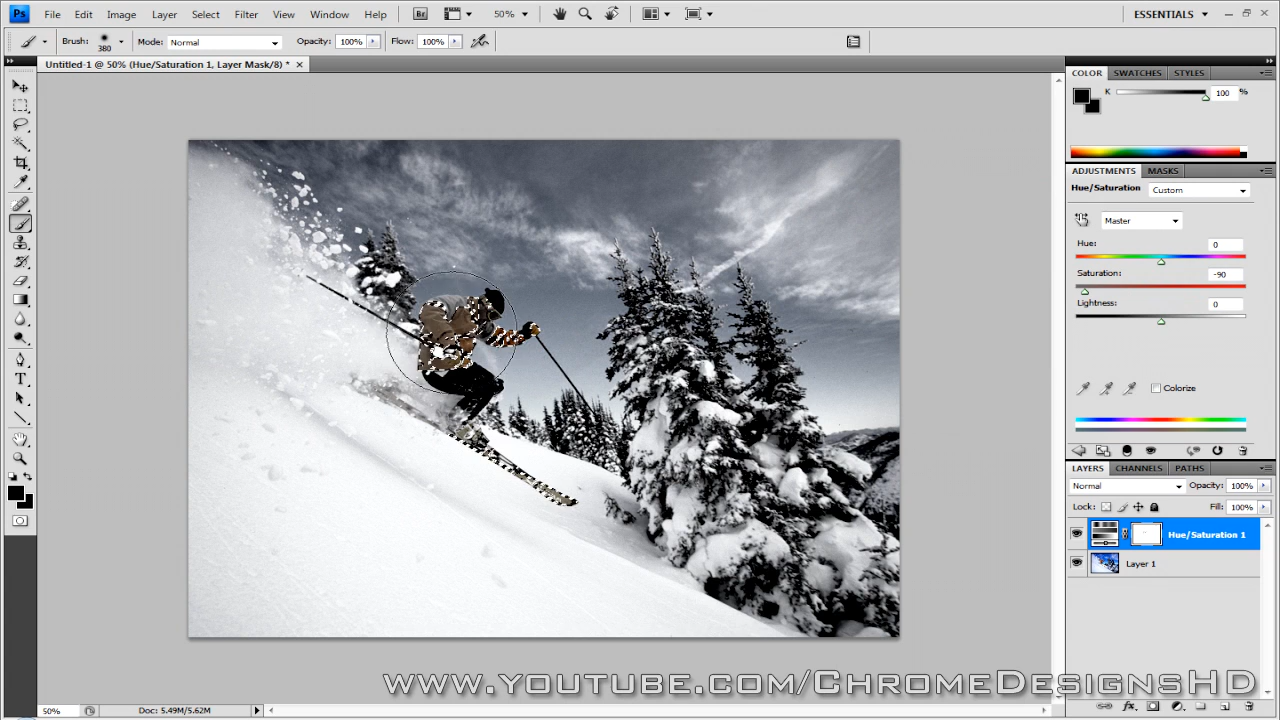 Ps File Edit Image Layer Select Filter View Window Help Br 50% ESSENTIALS
Brush: 380 Mode: Normal Opacity: 100% Flow: 100%
Untitled-1 @ 50% (Hue/Saturation 1, Layer Mask/8) *
COLOR SWATCHES STYLES
K 100 %
ADJUSTMENTS MASKS
Hue/Saturation Custom
Master
Hue: 0
Saturation: -90
Lightness: 0
Colorize
LAYERS CHANNELS PATHS
Normal Opacity: 100%
Lock: Fill: 100%
Hue/Saturation 1
Layer 1
www.youtube.com/ChromeDesignsHD
50% Doc: 5.49M/5.62M